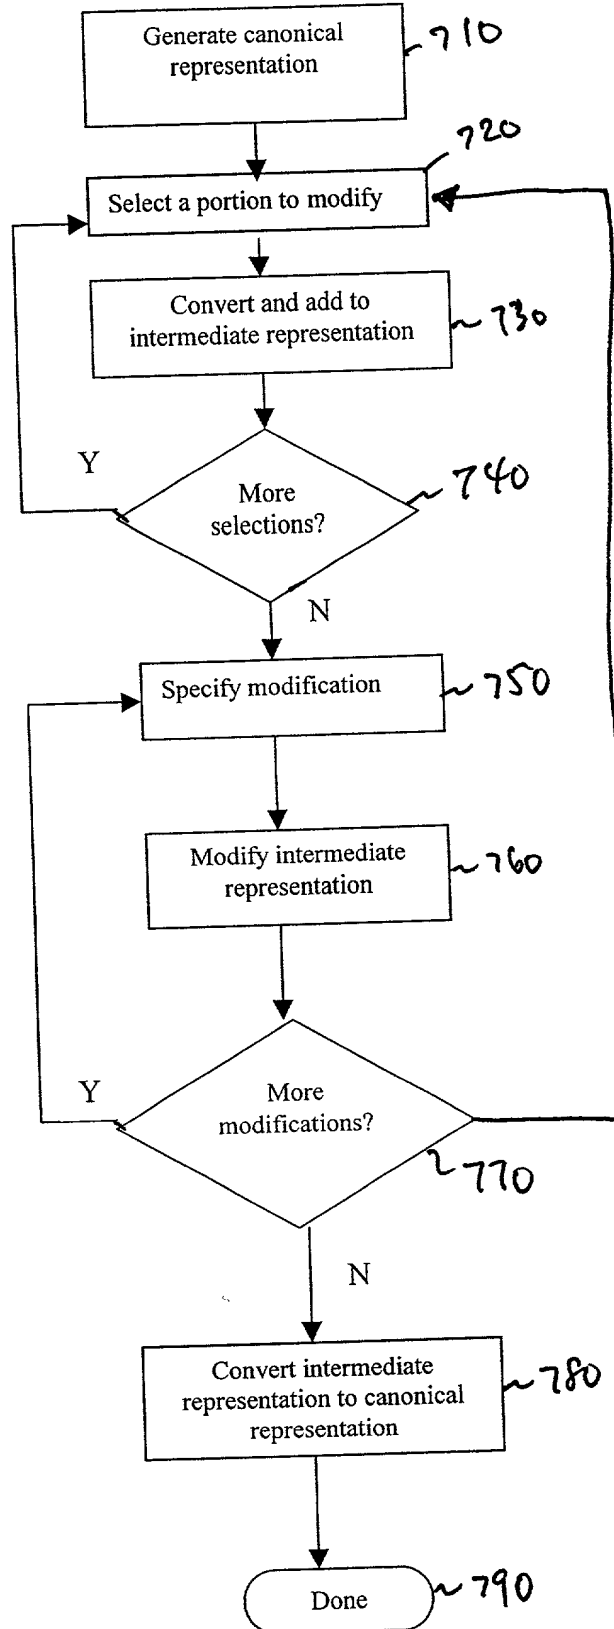 Generate canonical
representation
710
720
Select a portion to modify
Convert and add to
intermediate representation
730
Y
More
selections?
740
N
Specify modification
750
Modify intermediate
representation
760
Y
More
modifications?
770
N
Convert intermediate
representation to canonical
representation
780
Done
790